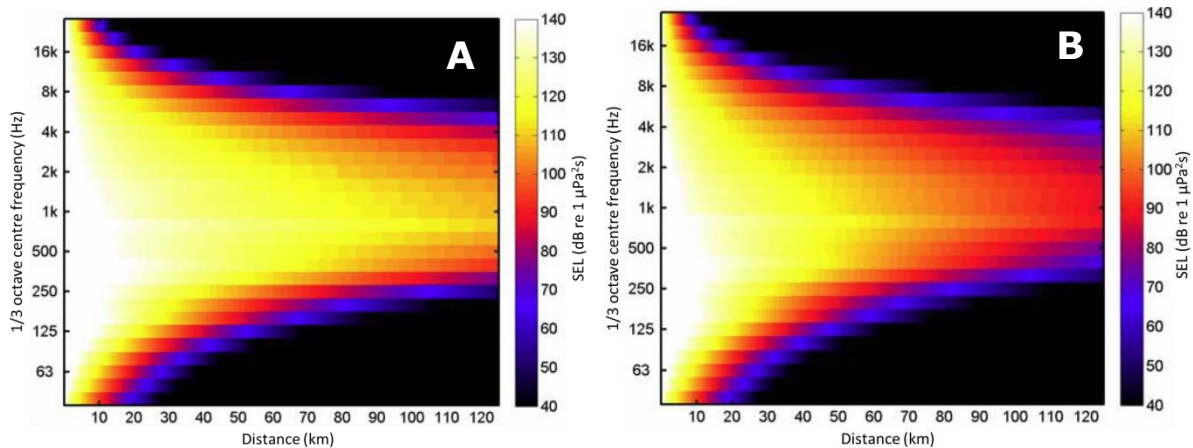 A
1/3 octave centre frequency (Hz)
16k
8k
4k
2k
1k
500
250
125
63
10 20 30 40 50 60 70 80 90 100 110 120
Distance (km)
140
130
120
110
100
90
80
70
60
50
40
SEL (dB re 1 µPa²s)
B
1/3 octave centre frequency (Hz)
16k
8k
4k
2k
1k
500
250
125
63
10 20 30 40 50 60 70 80 90 100 110 120
Distance (km)
140
130
120
110
100
90
80
70
60
50
40
SEL (dB re 1 µPa²s)